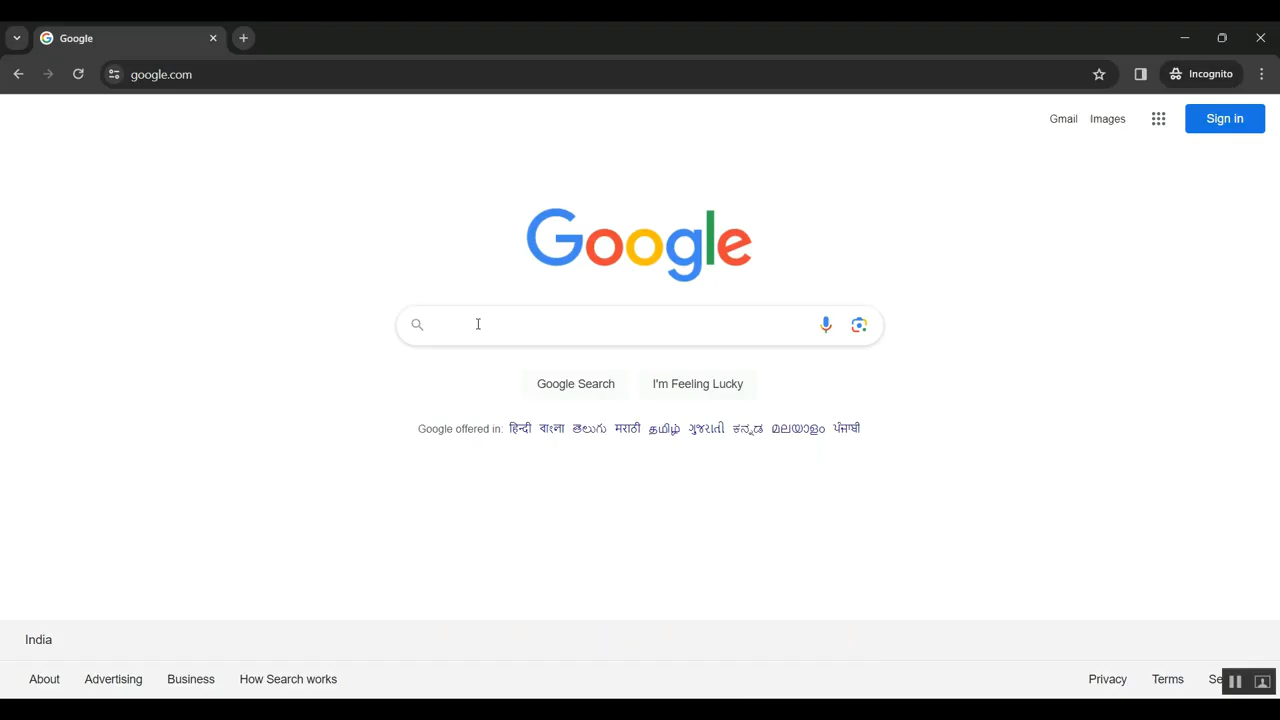 Google
google.com
Incognito
Gmail Images Sign in
Google
Google Search I'm Feeling Lucky
Google offered in: हिन्दी বাংলা తెలుగు मराठी தமிழ் ગુજરાતી ಕನ್ನಡ മലയാളം ਪੰਜਾਬੀ
India
About Advertising Business How Search works Privacy Terms